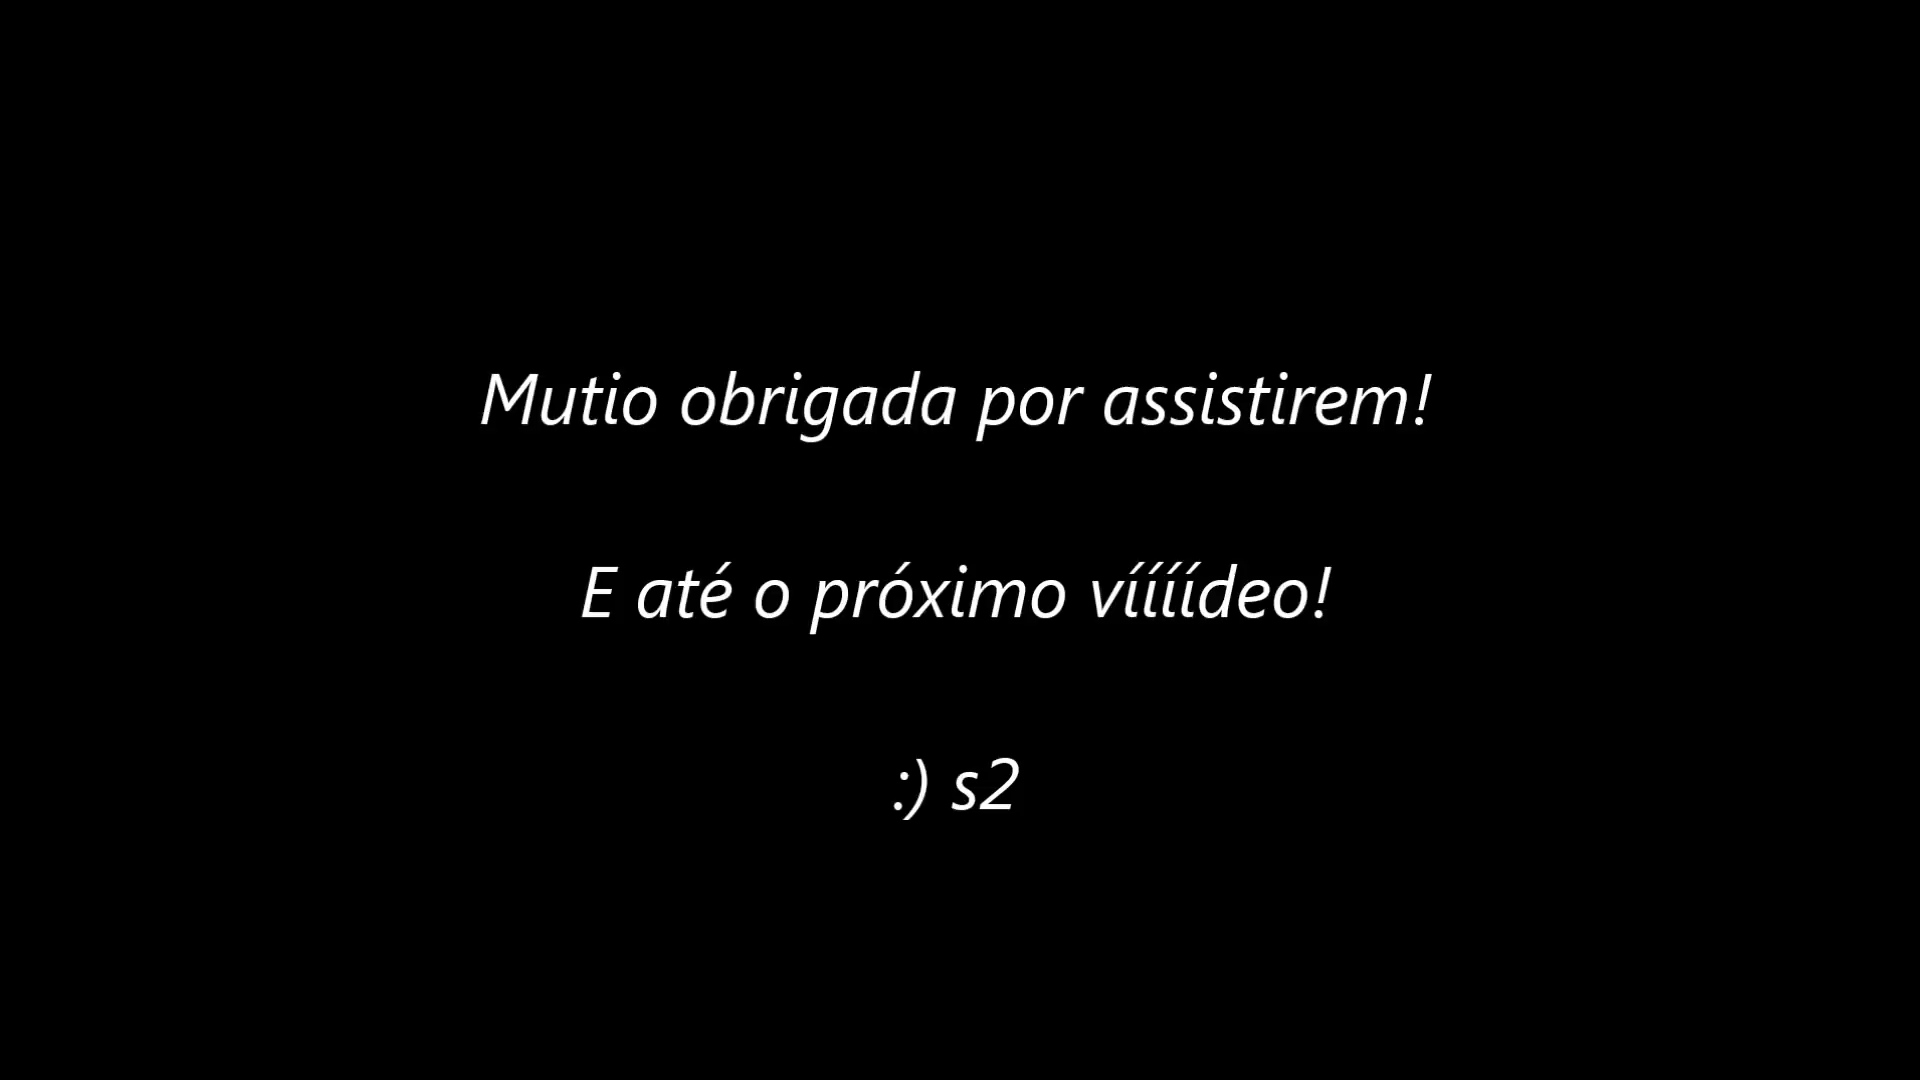 Mutio obrigada por assistirem!
E até o próximo víííídeo!
:) s2